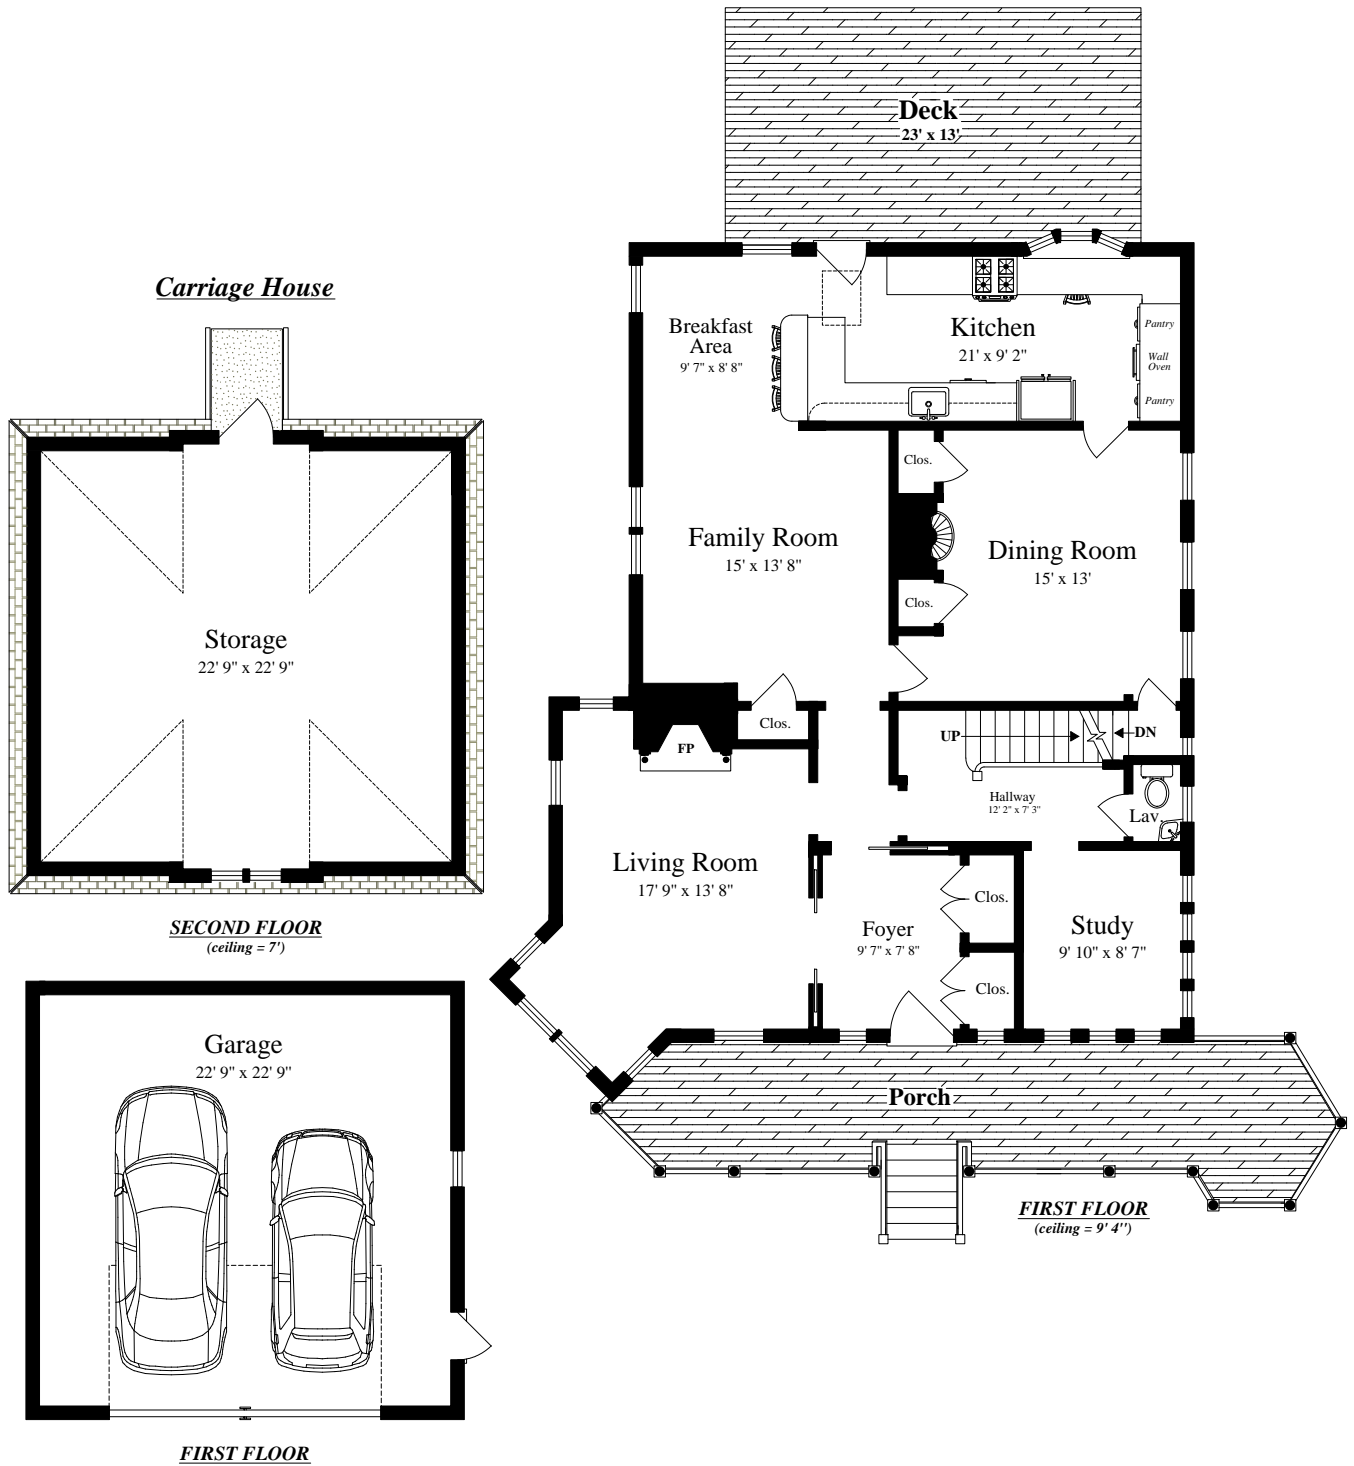 Deck
23' x 13'
Carriage House
Breakfast
Area
9' 7" x 8' 8"
Kitchen
21' x 9' 2"
Pantry
Wall
Oven
Pantry
Clos.
Family Room
15' x 13' 8"
Dining Room
15' x 13'
Clos.
Storage
22' 9" x 22' 9"
Clos.
FP
UP
DN
Hallway
12' 2" x 7' 3"
Lav.
Living Room
17' 9" x 13' 8"
Clos.
Foyer
9' 7" x 7' 8"
Study
9' 10" x 8' 7"
Clos.
SECOND FLOOR
(ceiling = 7')
Garage
22' 9" x 22' 9"
Porch
FIRST FLOOR
(ceiling = 9' 4")
FIRST FLOOR